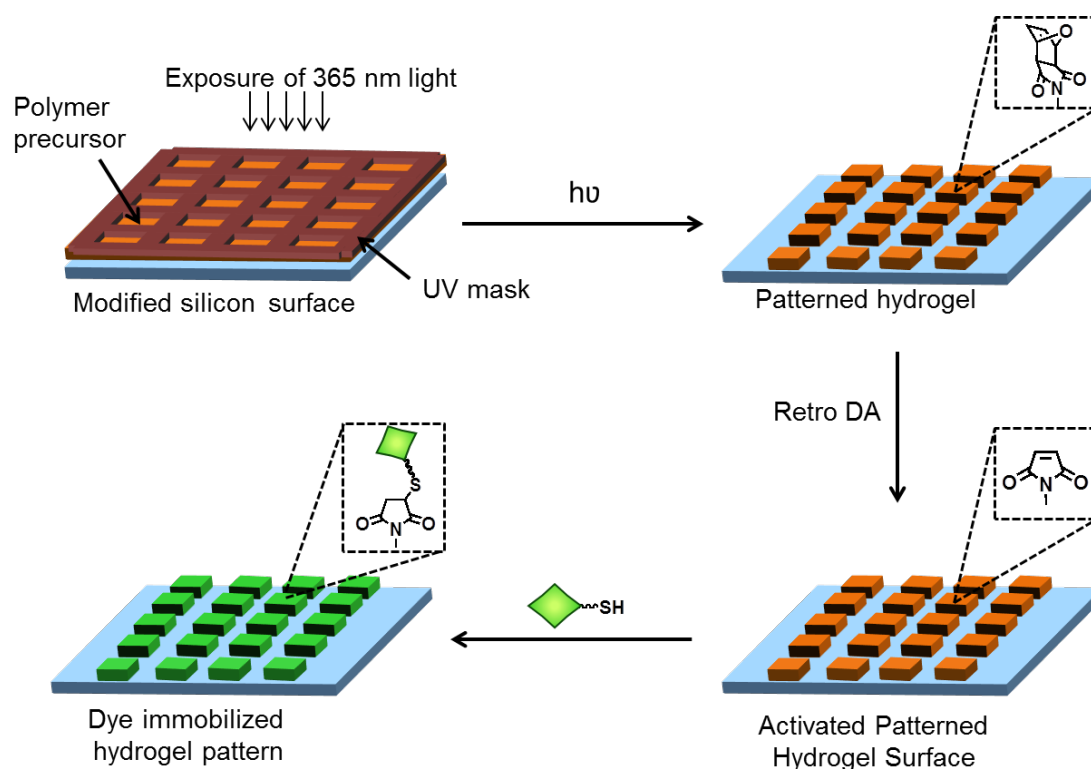 Exposure of 365 nm light
Polymer
precursor
hυ
UV mask
Modified silicon surface
O
O
N
O
Patterned hydrogel
Retro DA
O
N
O
S
O
N
O
SH
Dye immobilized
hydrogel pattern
Activated Patterned
Hydrogel Surface